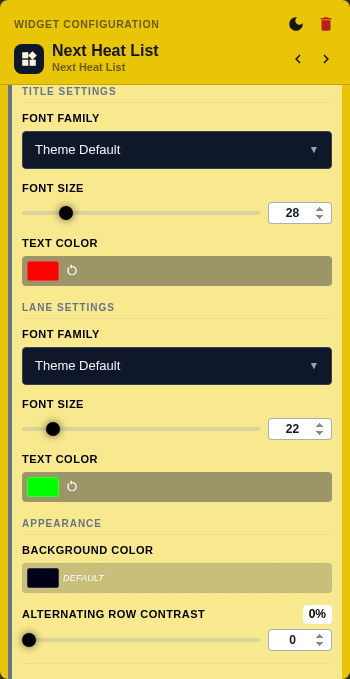 WIDGET CONFIGURATION
Next Heat List
Next Heat List
TITLE SETTINGS
FONT FAMILY
Theme Default
FONT SIZE
28
TEXT COLOR
LANE SETTINGS
FONT FAMILY
Theme Default
FONT SIZE
22
TEXT COLOR
APPEARANCE
BACKGROUND COLOR
DEFAULT
ALTERNATING ROW CONTRAST 0%
0